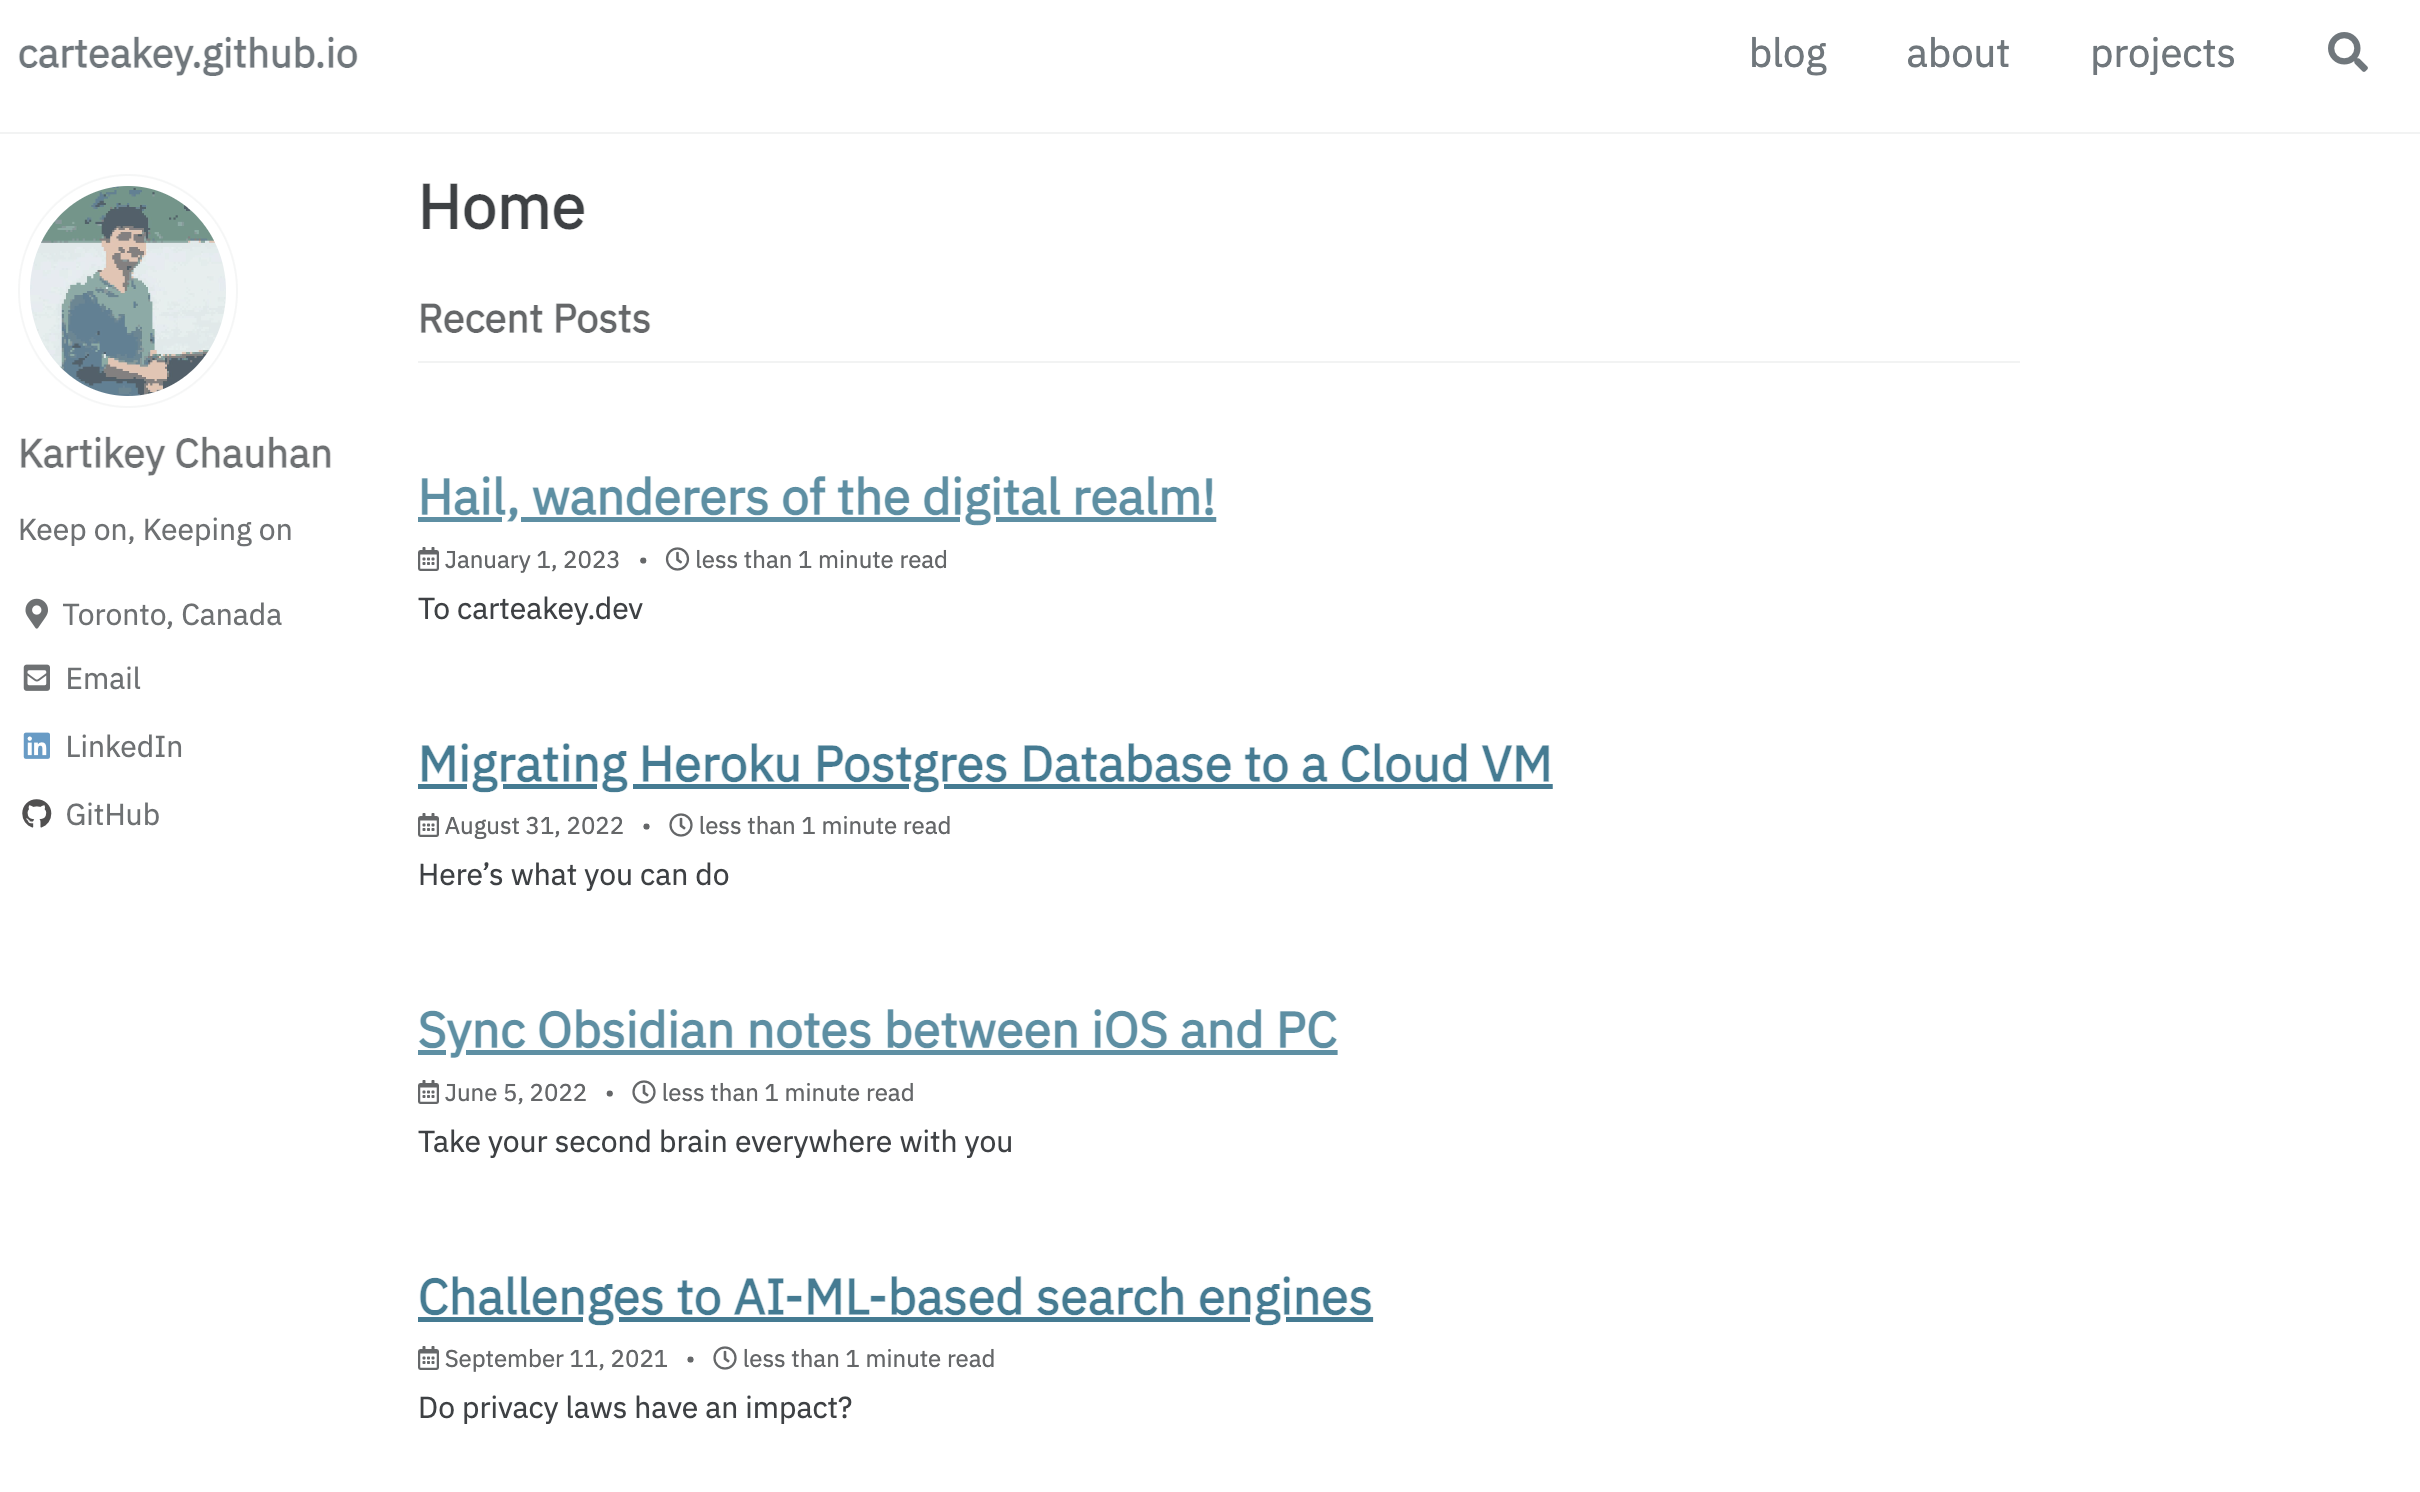 carteakey.github.io
blog about projects
Kartikey Chauhan
Keep on, Keeping on
Toronto, Canada
Email
LinkedIn
GitHub
Home
Recent Posts
Hail, wanderers of the digital realm!
January 1, 2023 • less than 1 minute read
To carteakey.dev
Migrating Heroku Postgres Database to a Cloud VM
August 31, 2022 • less than 1 minute read
Here’s what you can do
Sync Obsidian notes between iOS and PC
June 5, 2022 • less than 1 minute read
Take your second brain everywhere with you
Challenges to AI-ML-based search engines
September 11, 2021 • less than 1 minute read
Do privacy laws have an impact?